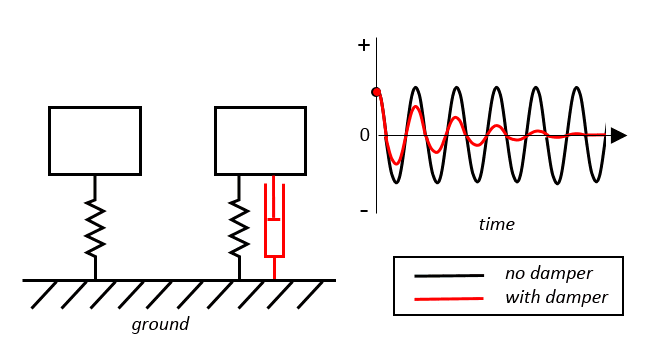 +
0
-
time
no damper
with damper
ground